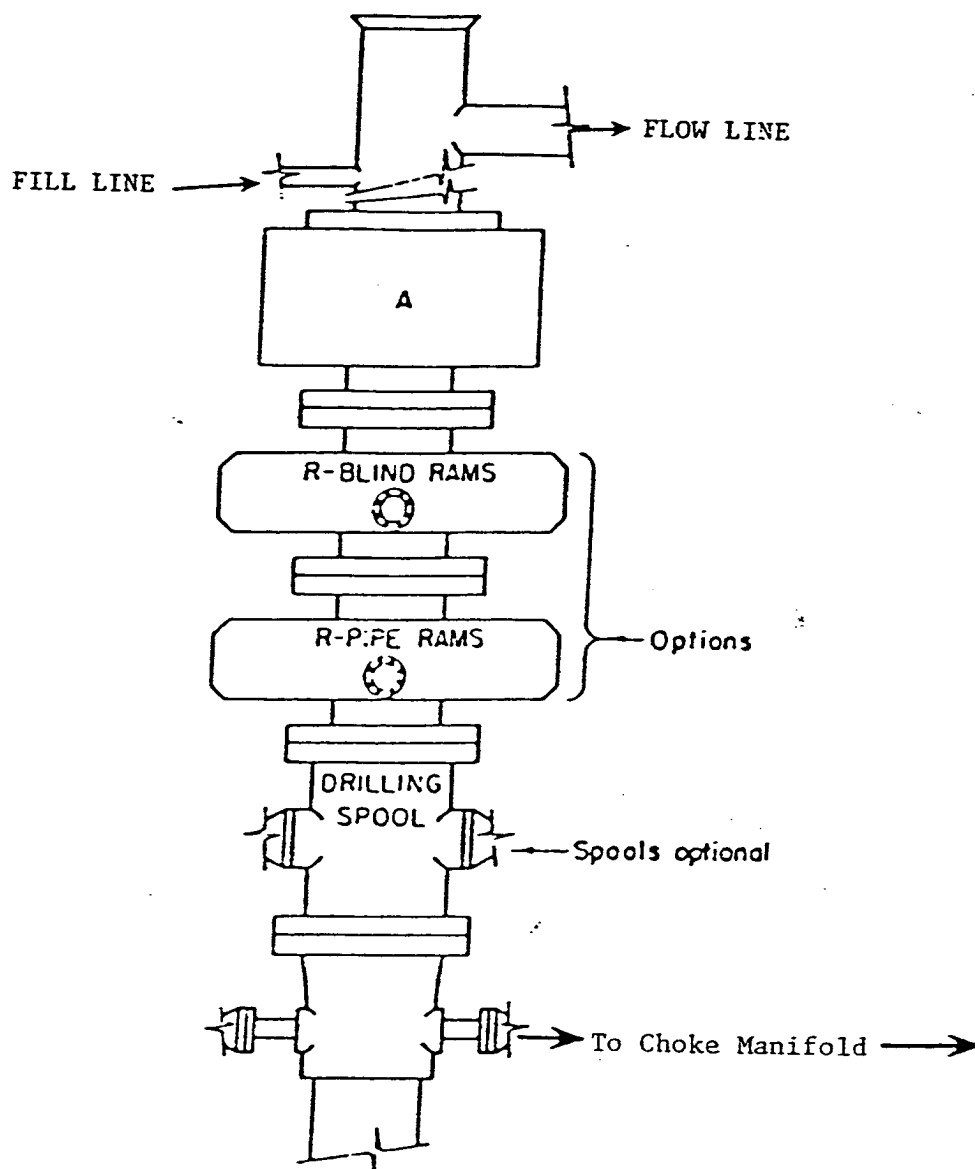 FLOW LINE
FILL LINE
A
R-BLIND RAMS
R-PIPE RAMS
Options
DRILLING
SPOOL
Spools optional
To Choke Manifold